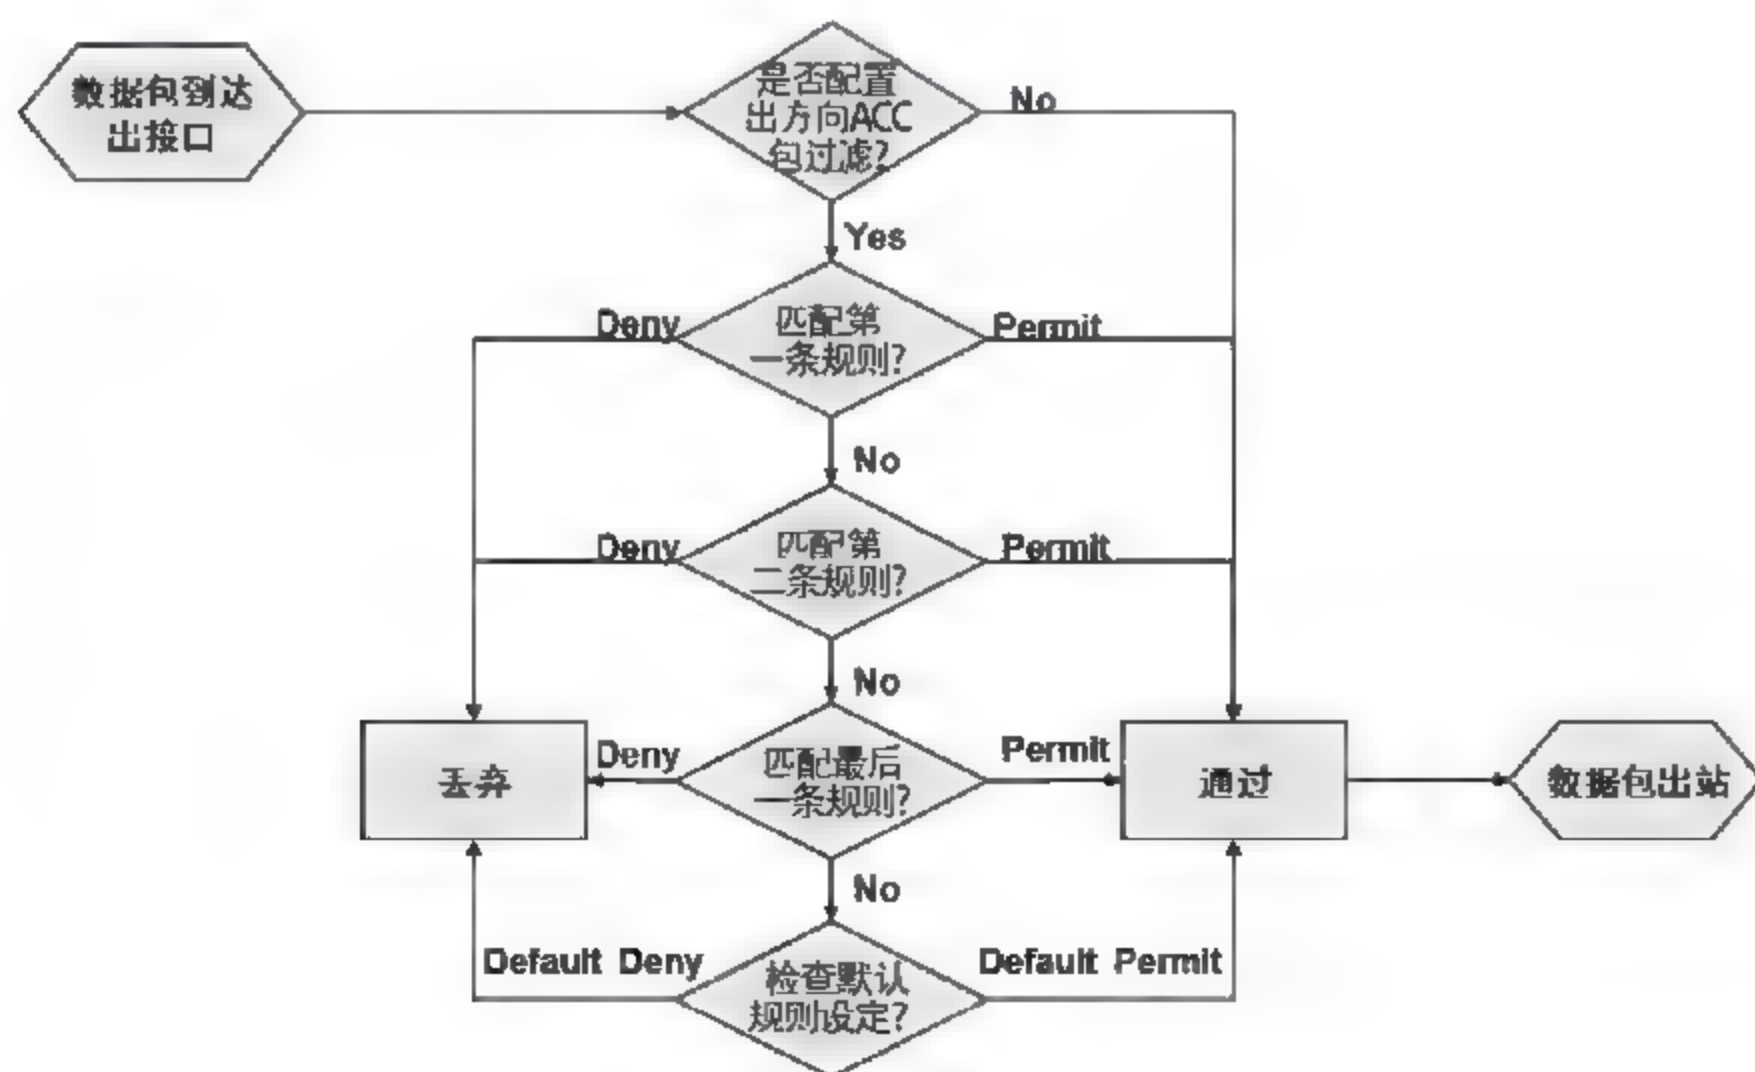 数据包到达
出接口
是否配置
出方向ACC
包过滤?
No
Yes
Deny
匹配第
一条规则?
Permit
No
Deny
匹配第
二条规则?
Permit
No
丢弃
Deny
匹配最后
一条规则?
Permit
通过
数据包出站
No
Default Deny
检查默认
规则设定?
Default Permit